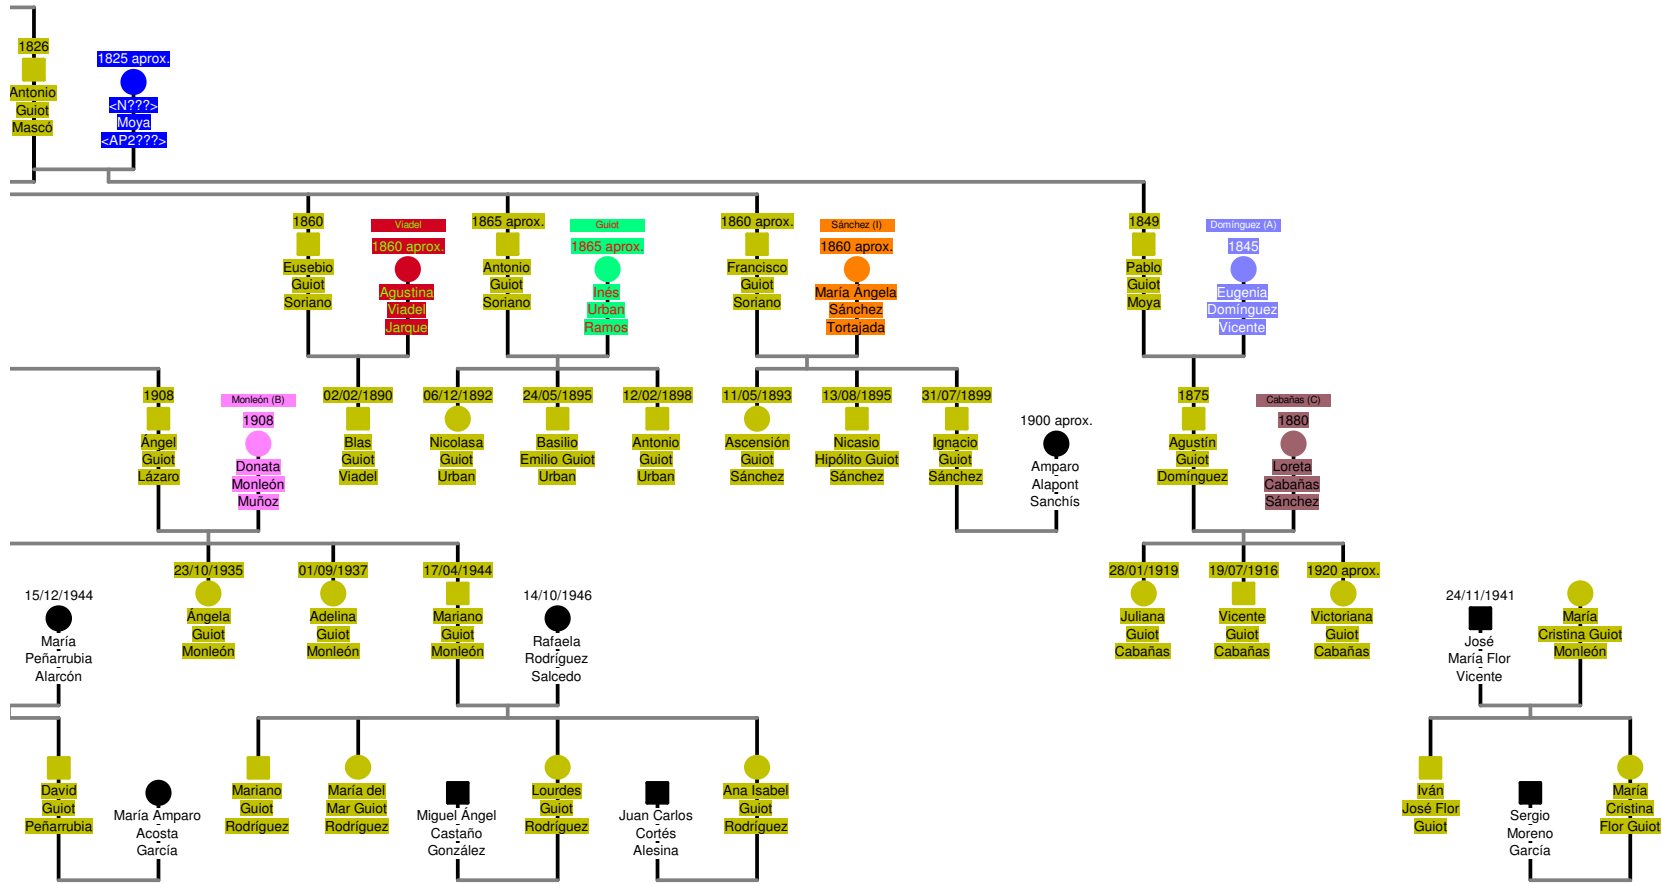 1826
Antonio
Guiot
Mascó
1825 aprox.
<N???>
Moya
<AP2???>
1860
Eusebio
Guiot
Soriano
Viadel
1860 aprox.
Agustina
Viadel
Jarque
1865 aprox.
Antonio
Guiot
Soriano
Guiot
1865 aprox.
Inés
Urban
Ramos
1860 aprox.
Francisco
Guiot
Soriano
Sánchez (I)
1860 aprox.
María Ángela
Sánchez
Tortajada
1849
Pablo
Guiot
Moya
Domínguez (A)
1845
Eugenia
Domínguez
Vicente
1908
Ángel
Guiot
Lázaro
Monleón (B)
1908
Donata
Monleón
Muñoz
02/02/1890
Blas
Guiot
Viadel
06/12/1892
Nicolasa
Guiot
Urban
24/05/1895
Basilio
Emilio Guiot
Urban
12/02/1898
Antonio
Guiot
Urban
11/05/1893
Ascensión
Guiot
Sánchez
13/08/1895
Nicasio
Hipólito Guiot
Sánchez
31/07/1899
Ignacio
Guiot
Sánchez
1900 aprox.
Amparo
Alapont
Sanchís
1875
Agustín
Guiot
Domínguez
Cabañas (C)
1880
Loreta
Cabañas
Sánchez
15/12/1944
María
Peñarrubia
Alarcón
23/10/1935
Ángela
Guiot
Monleón
01/09/1937
Adelina
Guiot
Monleón
17/04/1944
Mariano
Guiot
Monleón
14/10/1946
Rafaela
Rodríguez
Salcedo
28/01/1919
Juliana
Guiot
Cabañas
19/07/1916
Vicente
Guiot
Cabañas
1920 aprox.
Victoriana
Guiot
Cabañas
24/11/1941
José
María Flor
Vicente
María
Cristina Guiot
Monleón
David
Guiot
Peñarrubia
María Amparo
Acosta
García
Mariano
Guiot
Rodríguez
María del
Mar Guiot
Rodríguez
Miguel Ángel
Castaño
González
Lourdes
Guiot
Rodríguez
Juan Carlos
Cortés
Alesina
Ana Isabel
Guiot
Rodríguez
Iván
José Flor
Guiot
Sergio
Moreno
García
María
Cristina
Flor Guiot